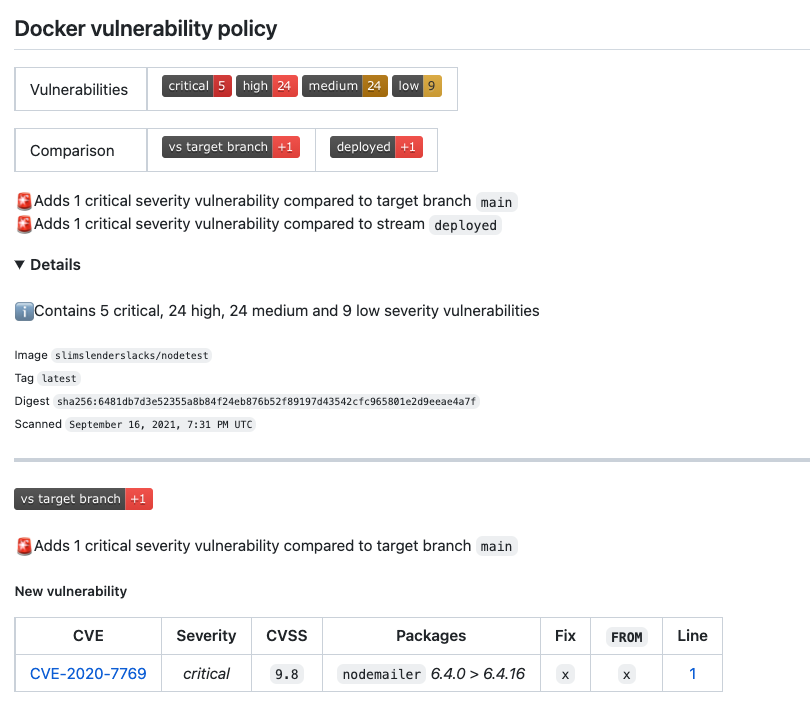 Docker vulnerability policy
Vulnerabilities critical 5 high 24 medium 24 low 9
Comparison vs target branch +1 deployed +1
🚨Adds 1 critical severity vulnerability compared to target branch main
🚨Adds 1 critical severity vulnerability compared to stream deployed
▼ Details
ℹ️Contains 5 critical, 24 high, 24 medium and 9 low severity vulnerabilities
Image slimslenderslacks/nodetest
Tag latest
Digest sha256:6481db7d3e52355a8b84f24eb876b52f89197d43542cfc965801e2d9eeae4a7f
Scanned September 16, 2021, 7:31 PM UTC
vs target branch +1
🚨Adds 1 critical severity vulnerability compared to target branch main
New vulnerability
CVE Severity CVSS Packages Fix FROM Line
CVE-2020-7769 critical 9.8 nodemailer 6.4.0 > 6.4.16 x x 1